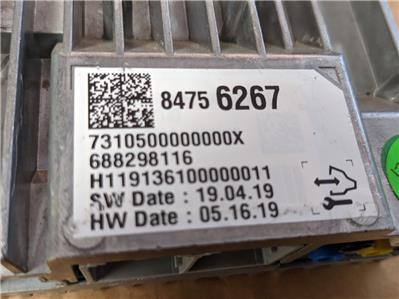 8475 6267
7310500000000X
688298116
H119136100000011
SW Date : 19.04.19
HW Date : 05.16.19